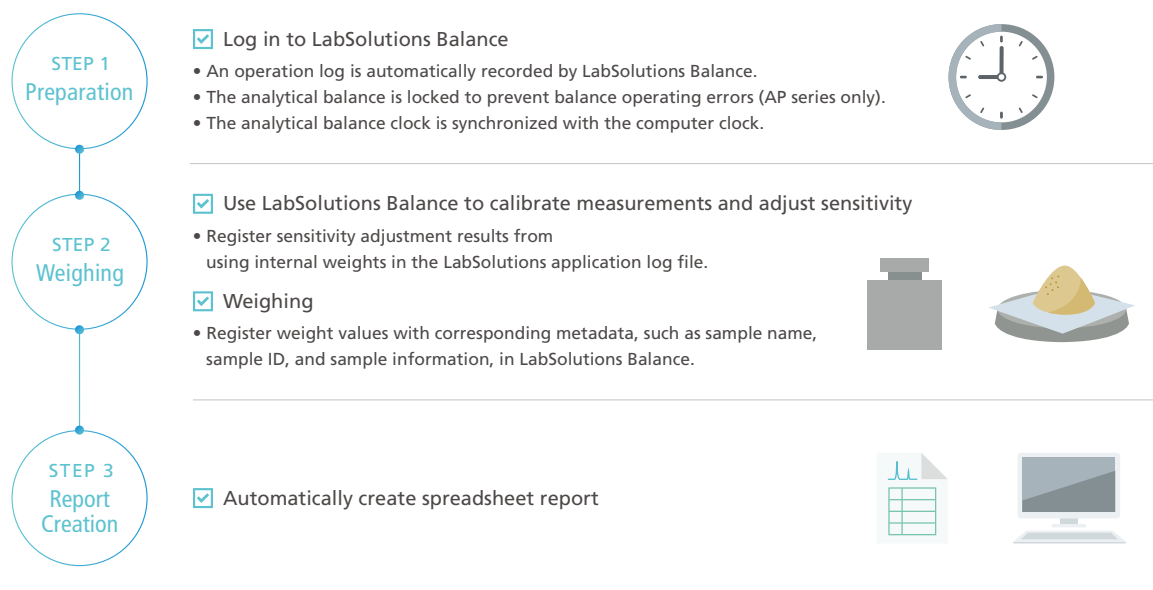 STEP 1
Preparation
Log in to LabSolutions Balance
• An operation log is automatically recorded by LabSolutions Balance.
• The analytical balance is locked to prevent balance operating errors (AP series only).
• The analytical balance clock is synchronized with the computer clock.
STEP 2
Weighing
Use LabSolutions Balance to calibrate measurements and adjust sensitivity
• Register sensitivity adjustment results from
using internal weights in the LabSolutions application log file.
Weighing
• Register weight values with corresponding metadata, such as sample name,
sample ID, and sample information, in LabSolutions Balance.
STEP 3
Report
Creation
Automatically create spreadsheet report